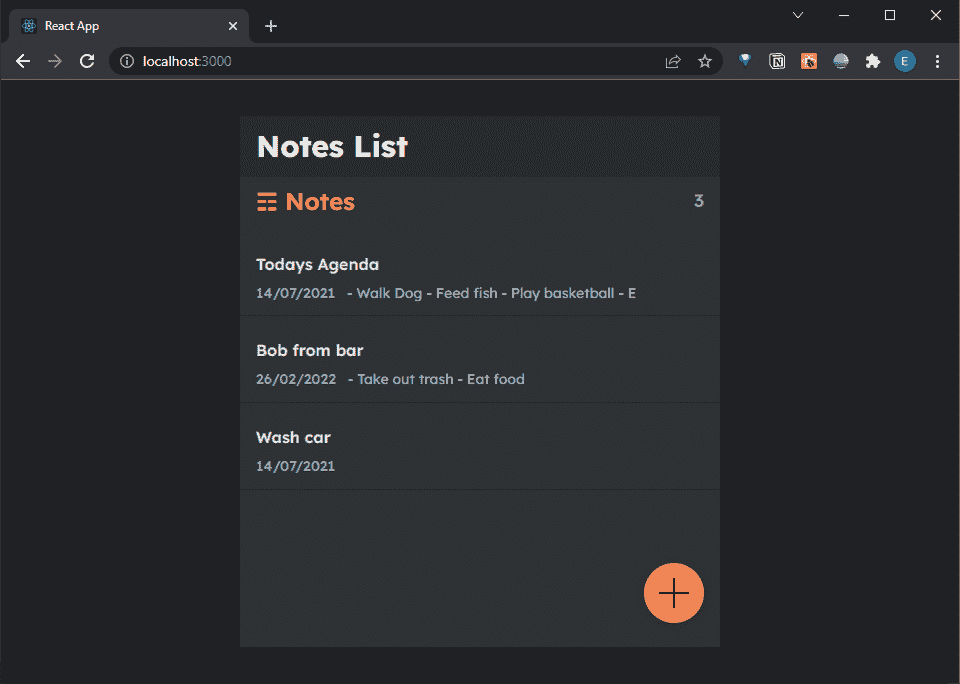 React App
localhost:3000
E
Notes List
Notes 3
Todays Agenda
14/07/2021 - Walk Dog - Feed fish - Play basketball - E
Bob from bar
26/02/2022 - Take out trash - Eat food
Wash car
14/07/2021